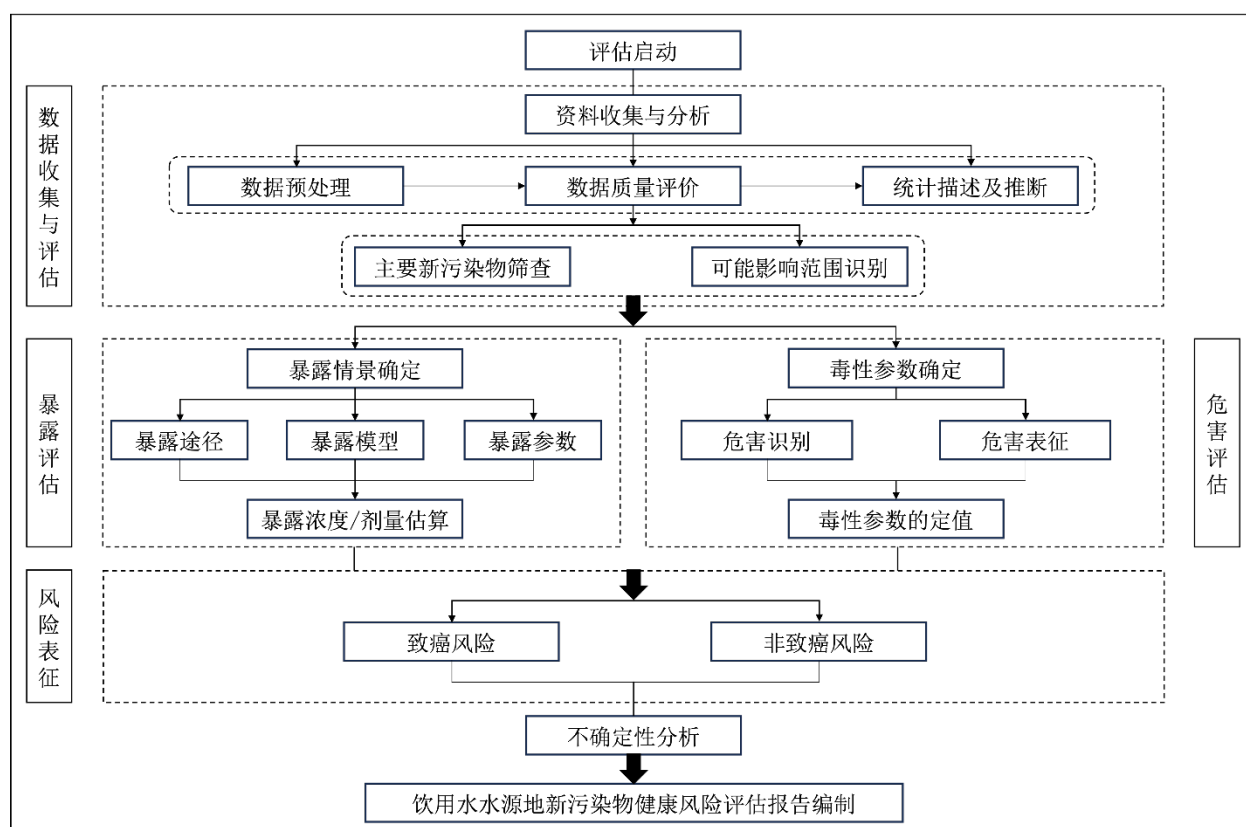 评估启动
数据收集与评估
资料收集与分析
数据预处理
数据质量评价
统计描述及推断
主要新污染物筛查
可能影响范围识别
暴露评估
暴露情景确定
暴露途径
暴露模型
暴露参数
暴露浓度/剂量估算
毒性参数确定
危害识别
危害表征
毒性参数的定值
危害评估
风险表征
致癌风险
非致癌风险
不确定性分析
饮用水水源地新污染物健康风险评估报告编制